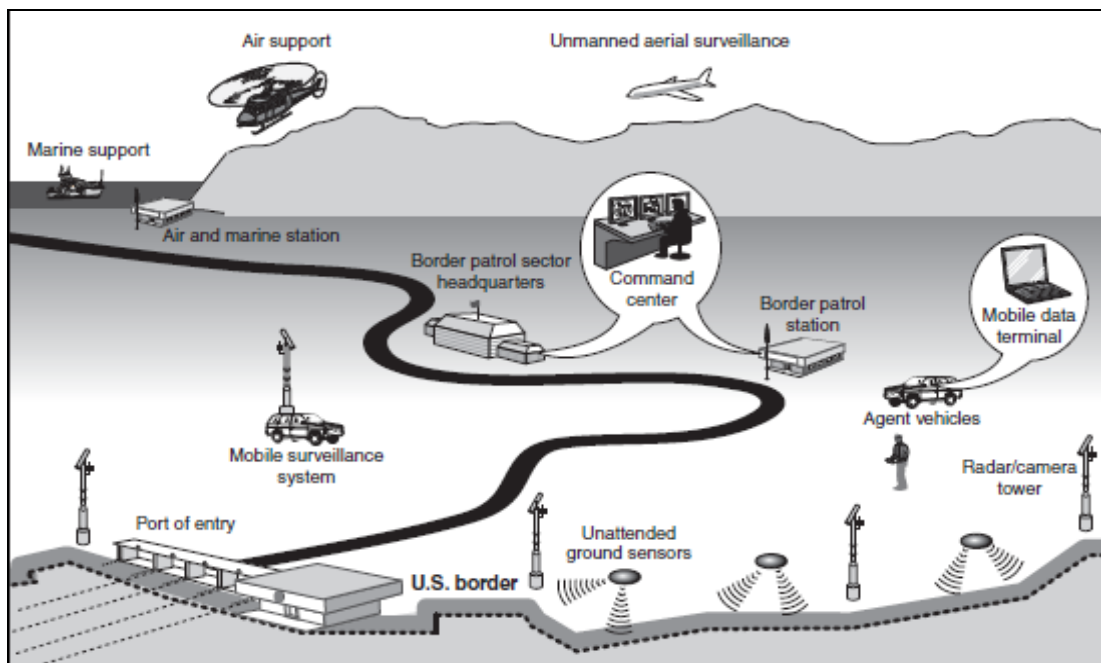 Air support
Unmanned aerial surveillance
Marine support
Air and marine station
Border patrol sector
headquarters
Command
center
Border patrol
station
Mobile data
terminal
Agent vehicles
Mobile surveillance
system
Radar/camera
tower
Port of entry
Unattended
ground sensors
U.S. border